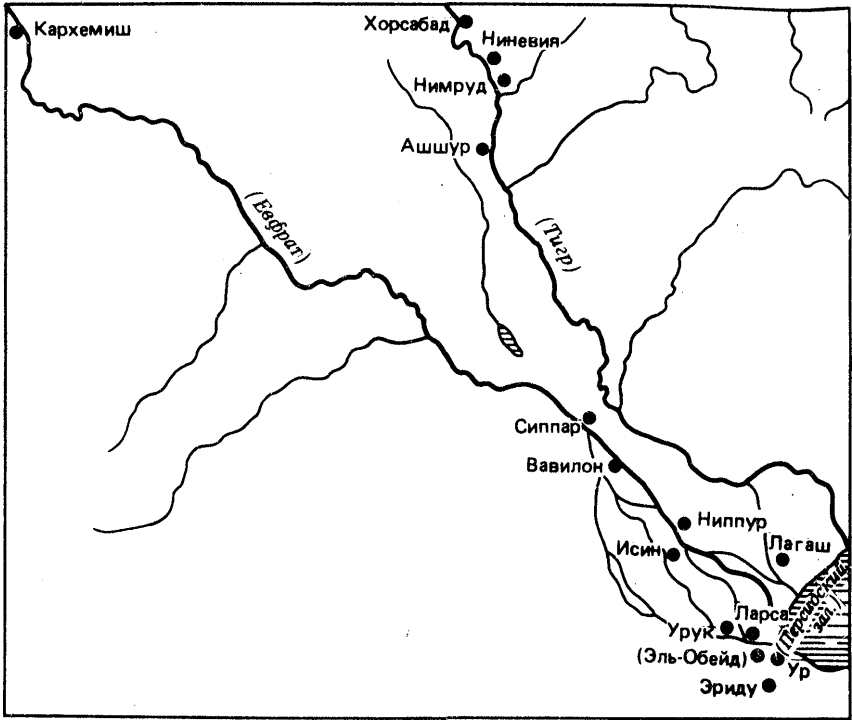 Кархемиш
Хорсабад
Ниневия
Нимруд
Ашшур
(Евфрат)
(Тигр)
Сиппар
Вавилон
Ниппур
Исин
Лагаш
(Персидский
зал.)
Ларса
Урук
(Эль-Обейд)
Ур
Эриду